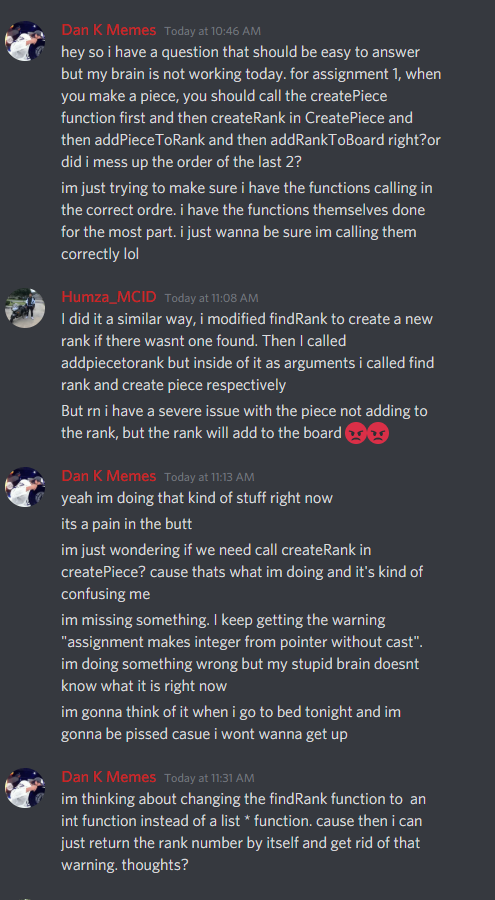 Dan K Memes Today at 10:46 AM
hey so i have a question that should be easy to answer
but my brain is not working today. for assignment 1, when
you make a piece, you should call the createPiece
function first and then createRank in CreatePiece and
then addPieceToRank and then addRankToBoard right?or
did i mess up the order of the last 2?
im just trying to make sure i have the functions calling in
the correct ordre. i have the functions themselves done
for the most part. i just wanna be sure im calling them
correctly lol
Humza_MCID Today at 11:08 AM
I did it a similar way, i modified findRank to create a new
rank if there wasnt one found. Then I called
addpiecetorank but inside of it as arguments i called find
rank and create piece respectively
But rn i have a severe issue with the piece not adding to
the rank, but the rank will add to the board 😡😡
Dan K Memes Today at 11:13 AM
yeah im doing that kind of stuff right now
its a pain in the butt
im just wondering if we need call createRank in
createPiece? cause thats what im doing and it's kind of
confusing me
im missing something. I keep getting the warning
"assignment makes integer from pointer without cast".
im doing something wrong but my stupid brain doesnt
know what it is right now
im gonna think of it when i go to bed tonight and im
gonna be pissed casue i wont wanna get up
Dan K Memes Today at 11:31 AM
im thinking about changing the findRank function to an
int function instead of a list * function. cause then i can
just return the rank number by itself and get rid of that
warning. thoughts?